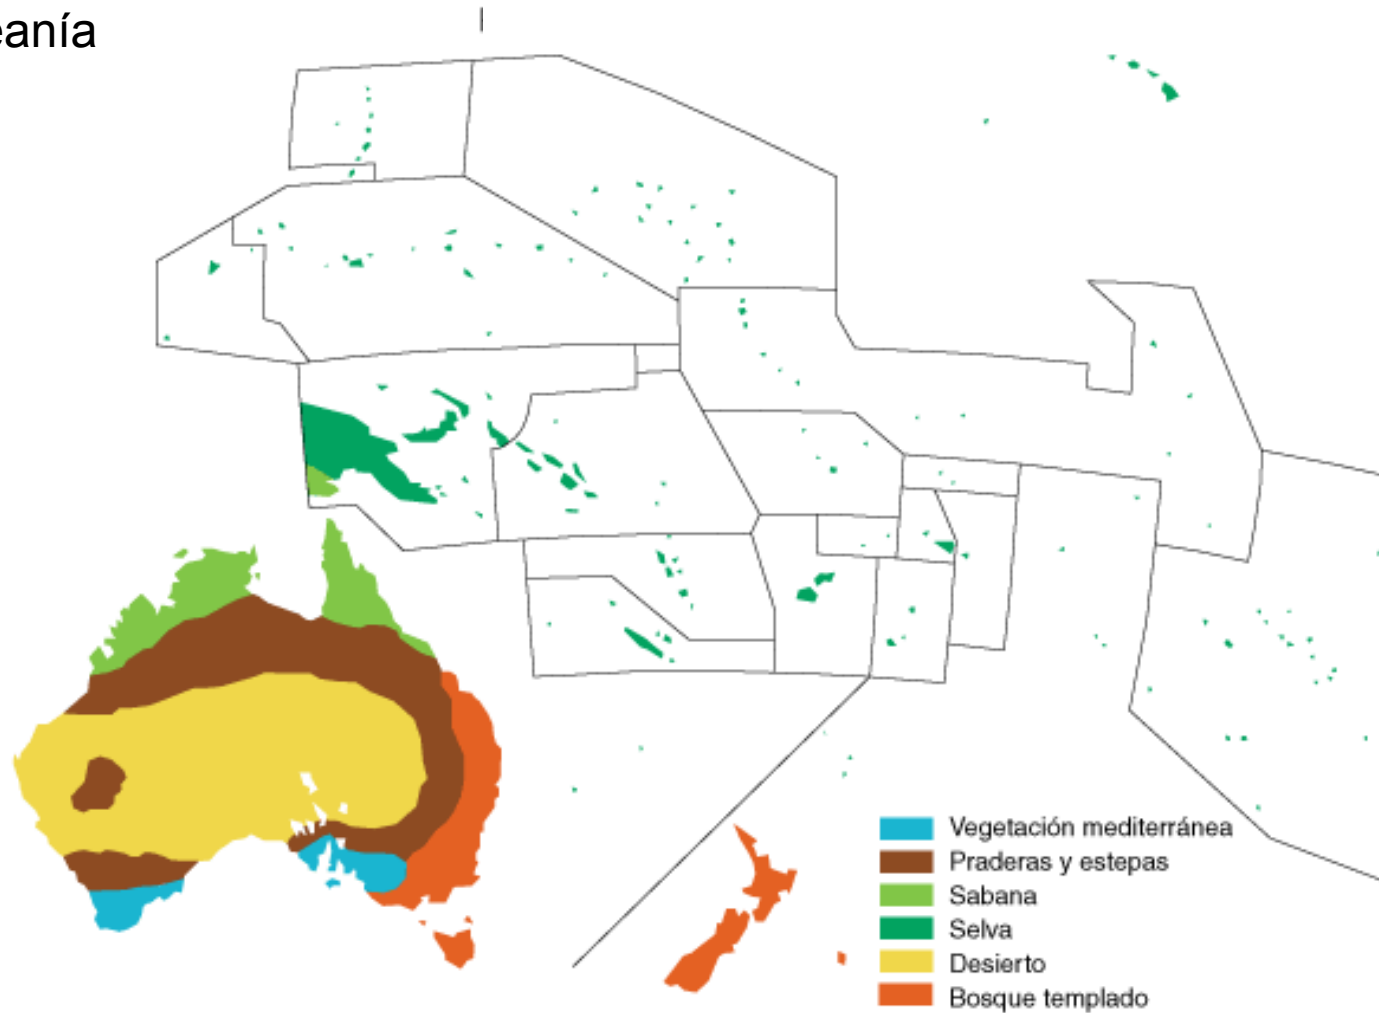 eanía
Vegetación mediterránea
Praderas y estepas
Sabana
Selva
Desierto
Bosque templado